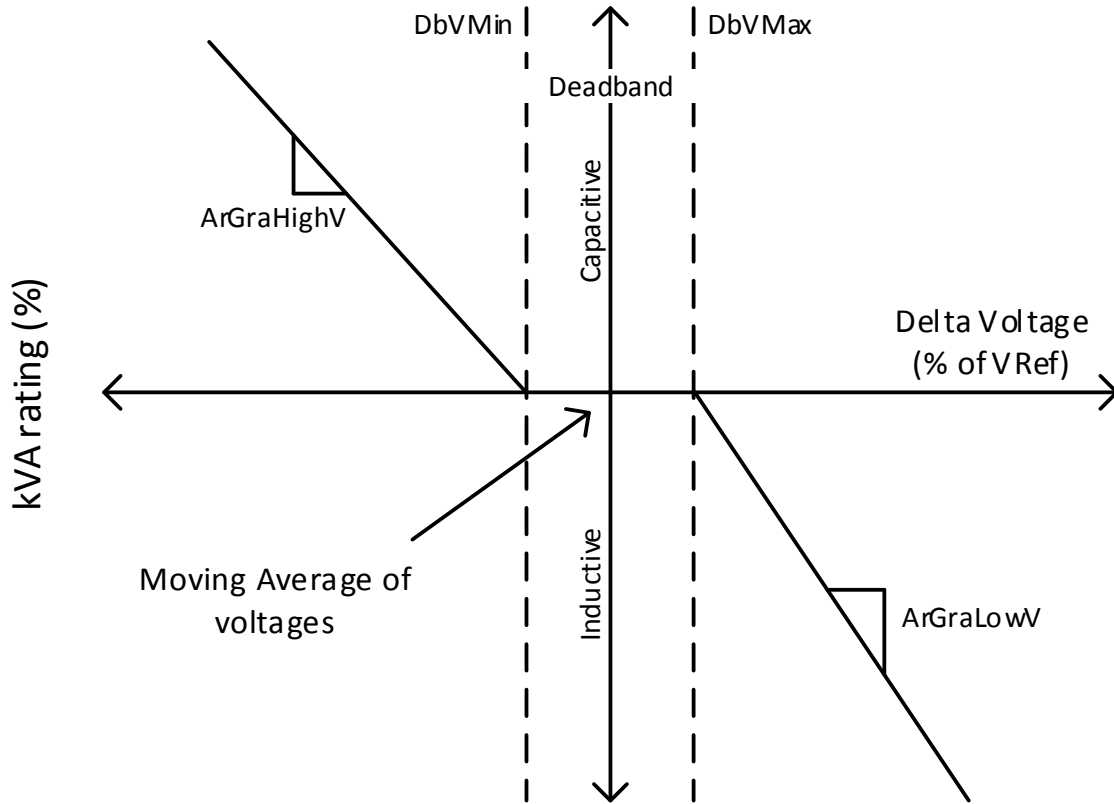 DbVMin
DbVMax
Deadband
Capacitive
ArGraHighV
kVA rating (%)
Delta Voltage
(% of VRef)
Moving Average of
voltages
Inductive
ArGraLowV